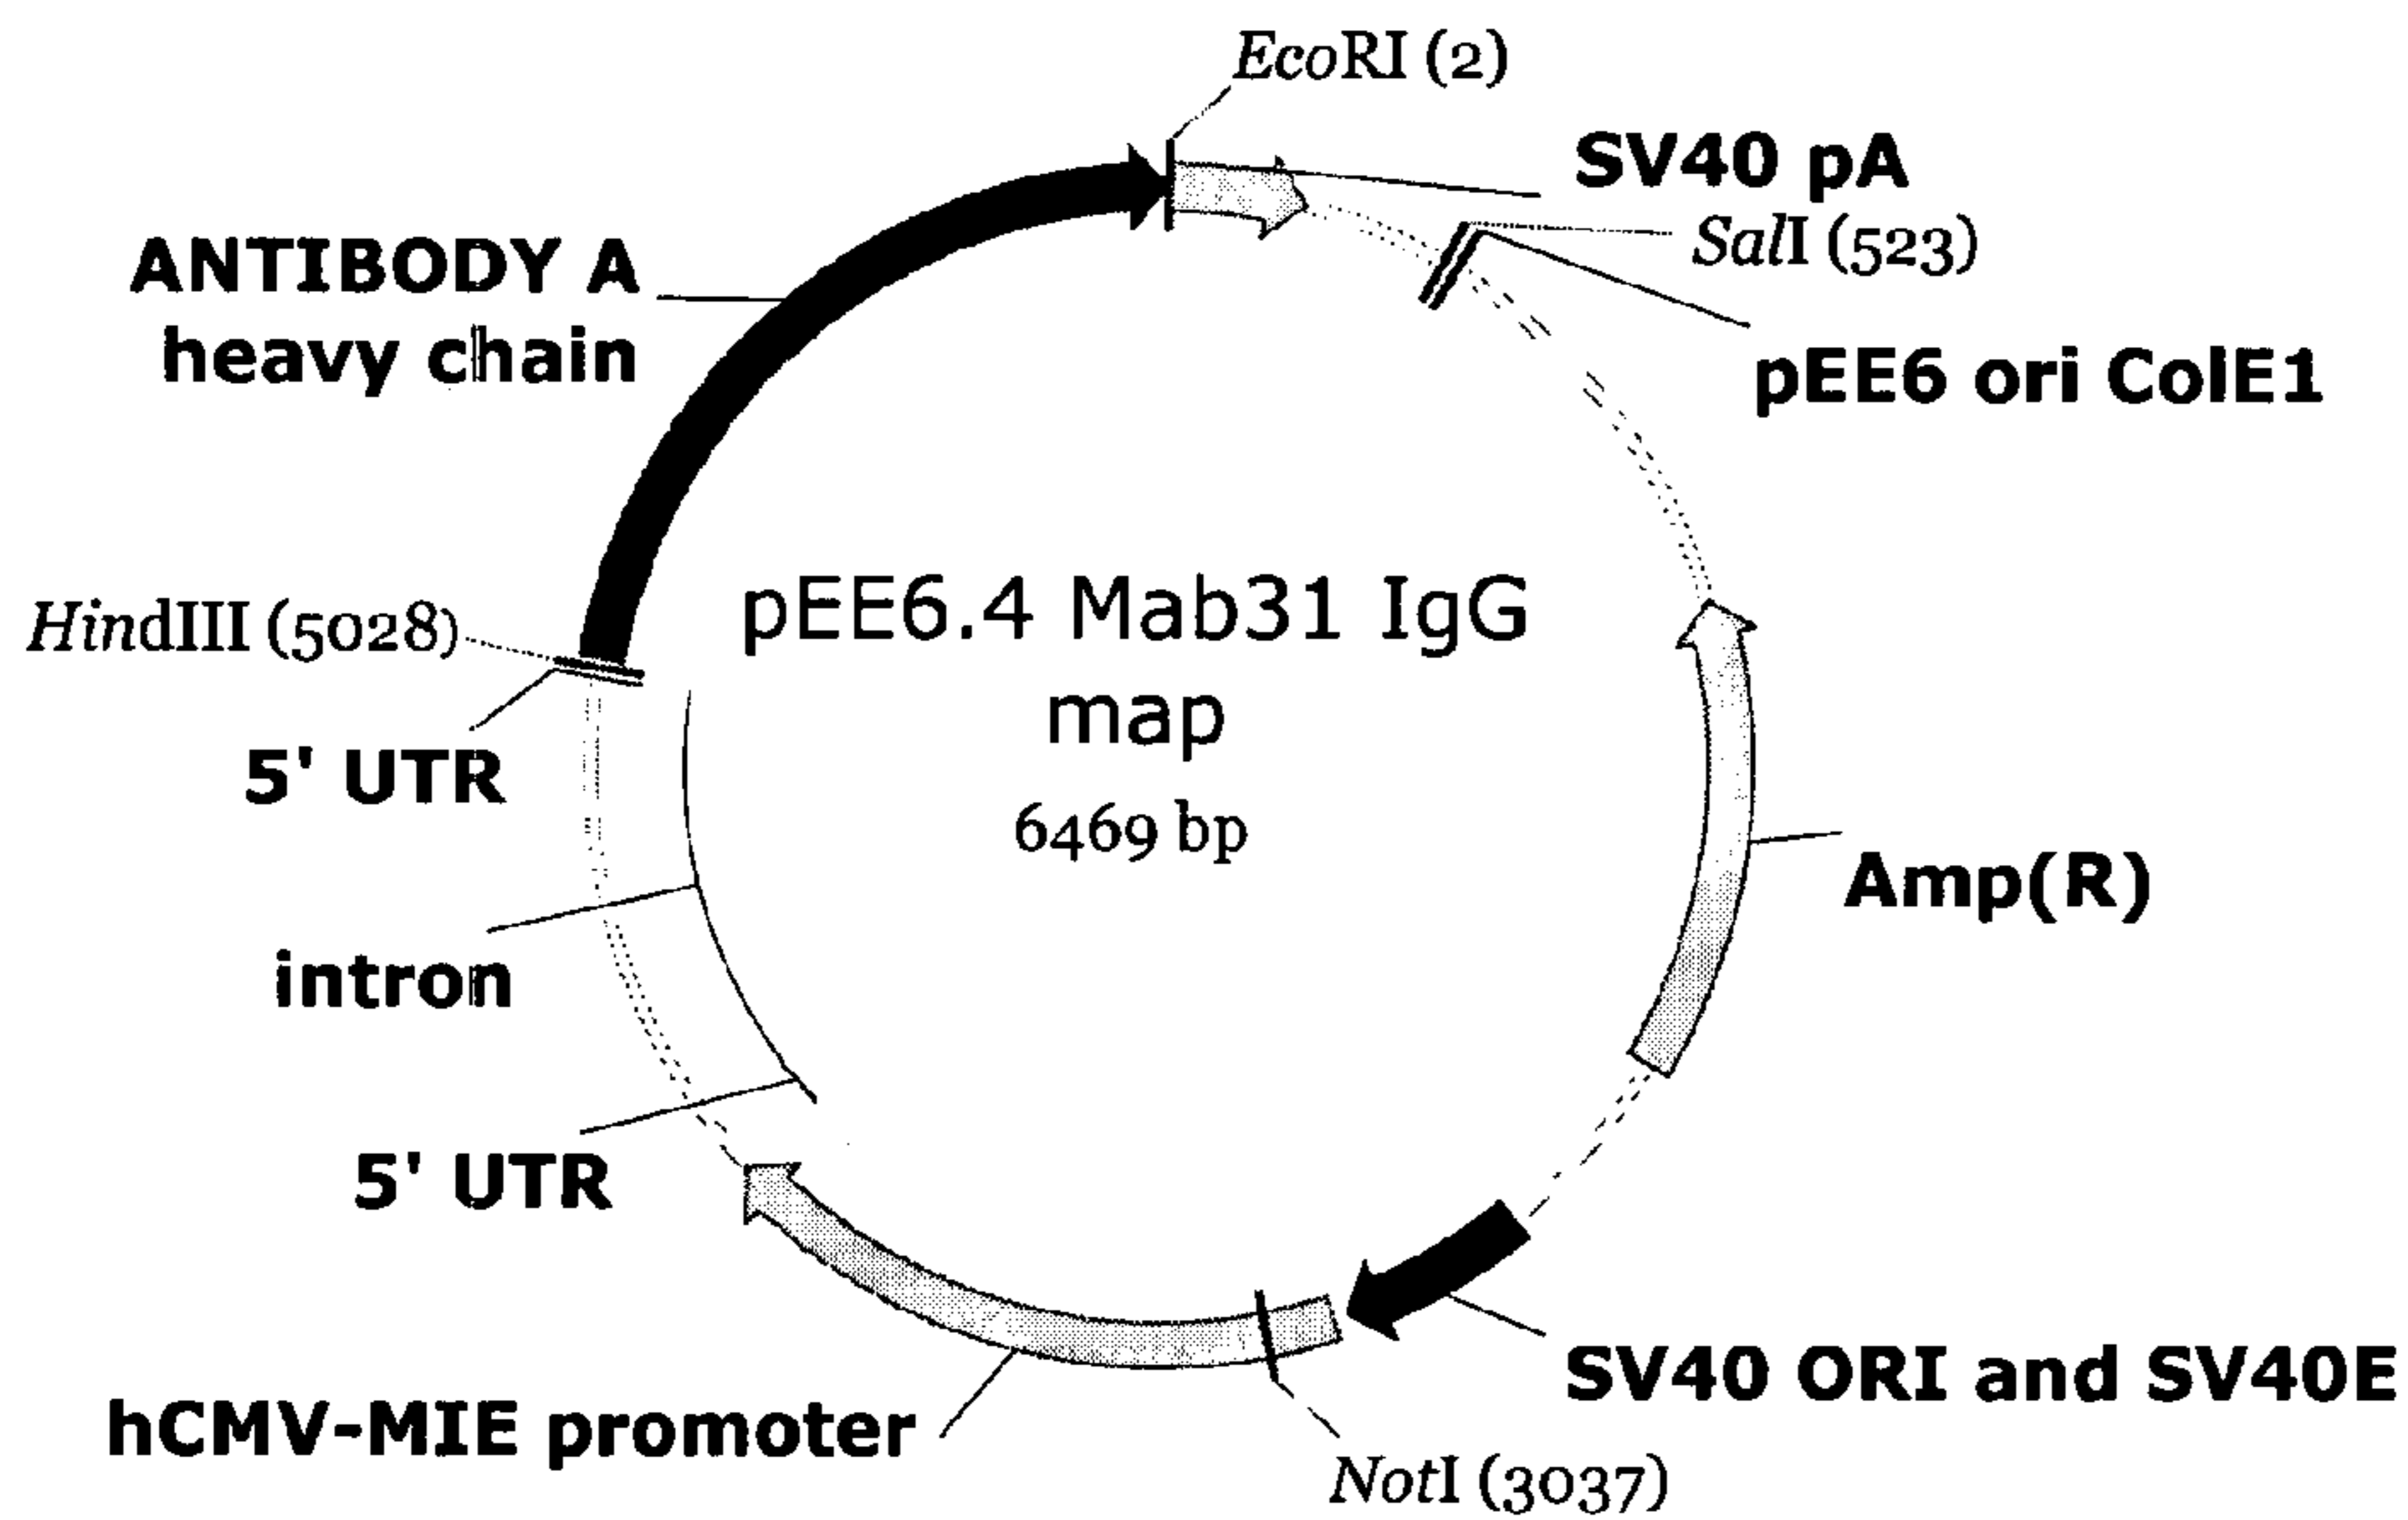 EcoRI (2)
SV40 pA
SalI (523)
pEE6 ori ColE1
ANTIBODY A
heavy chain
pEE6.4 Mab31 IgG
map
6469 bp
HindIII (5028)
5' UTR
Amp(R)
intron
5' UTR
SV40 ORI and SV40E
hCMV-MIE promoter
NotI (3037)